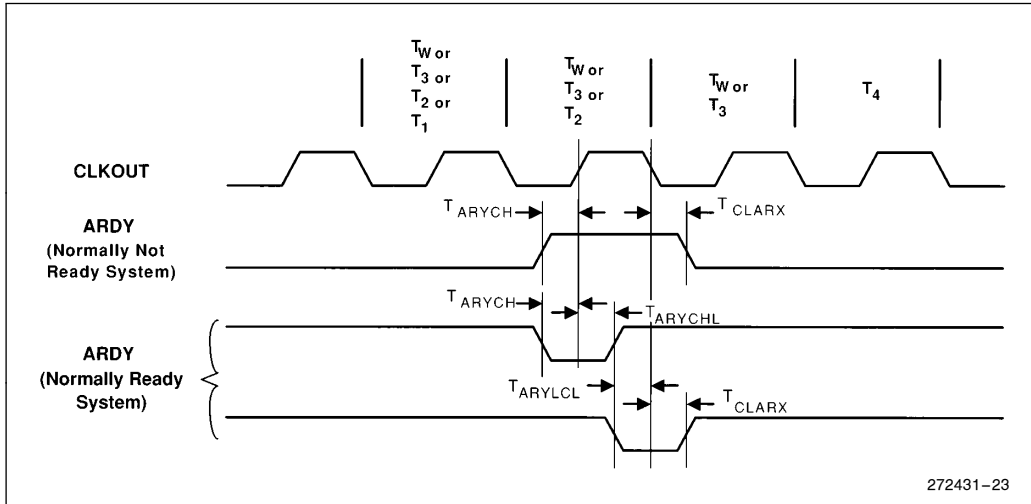 TW or
T3 or
T2 or
T1
TW or
T3 or
T2
TW or
T3
T4
CLKOUT
TARYCH
TCLARX
ARDY
(Normally Not
Ready System)
TARYCH
TARYCHL
ARDY
(Normally Ready
System)
TARYLCL
TCLARX
272431–23